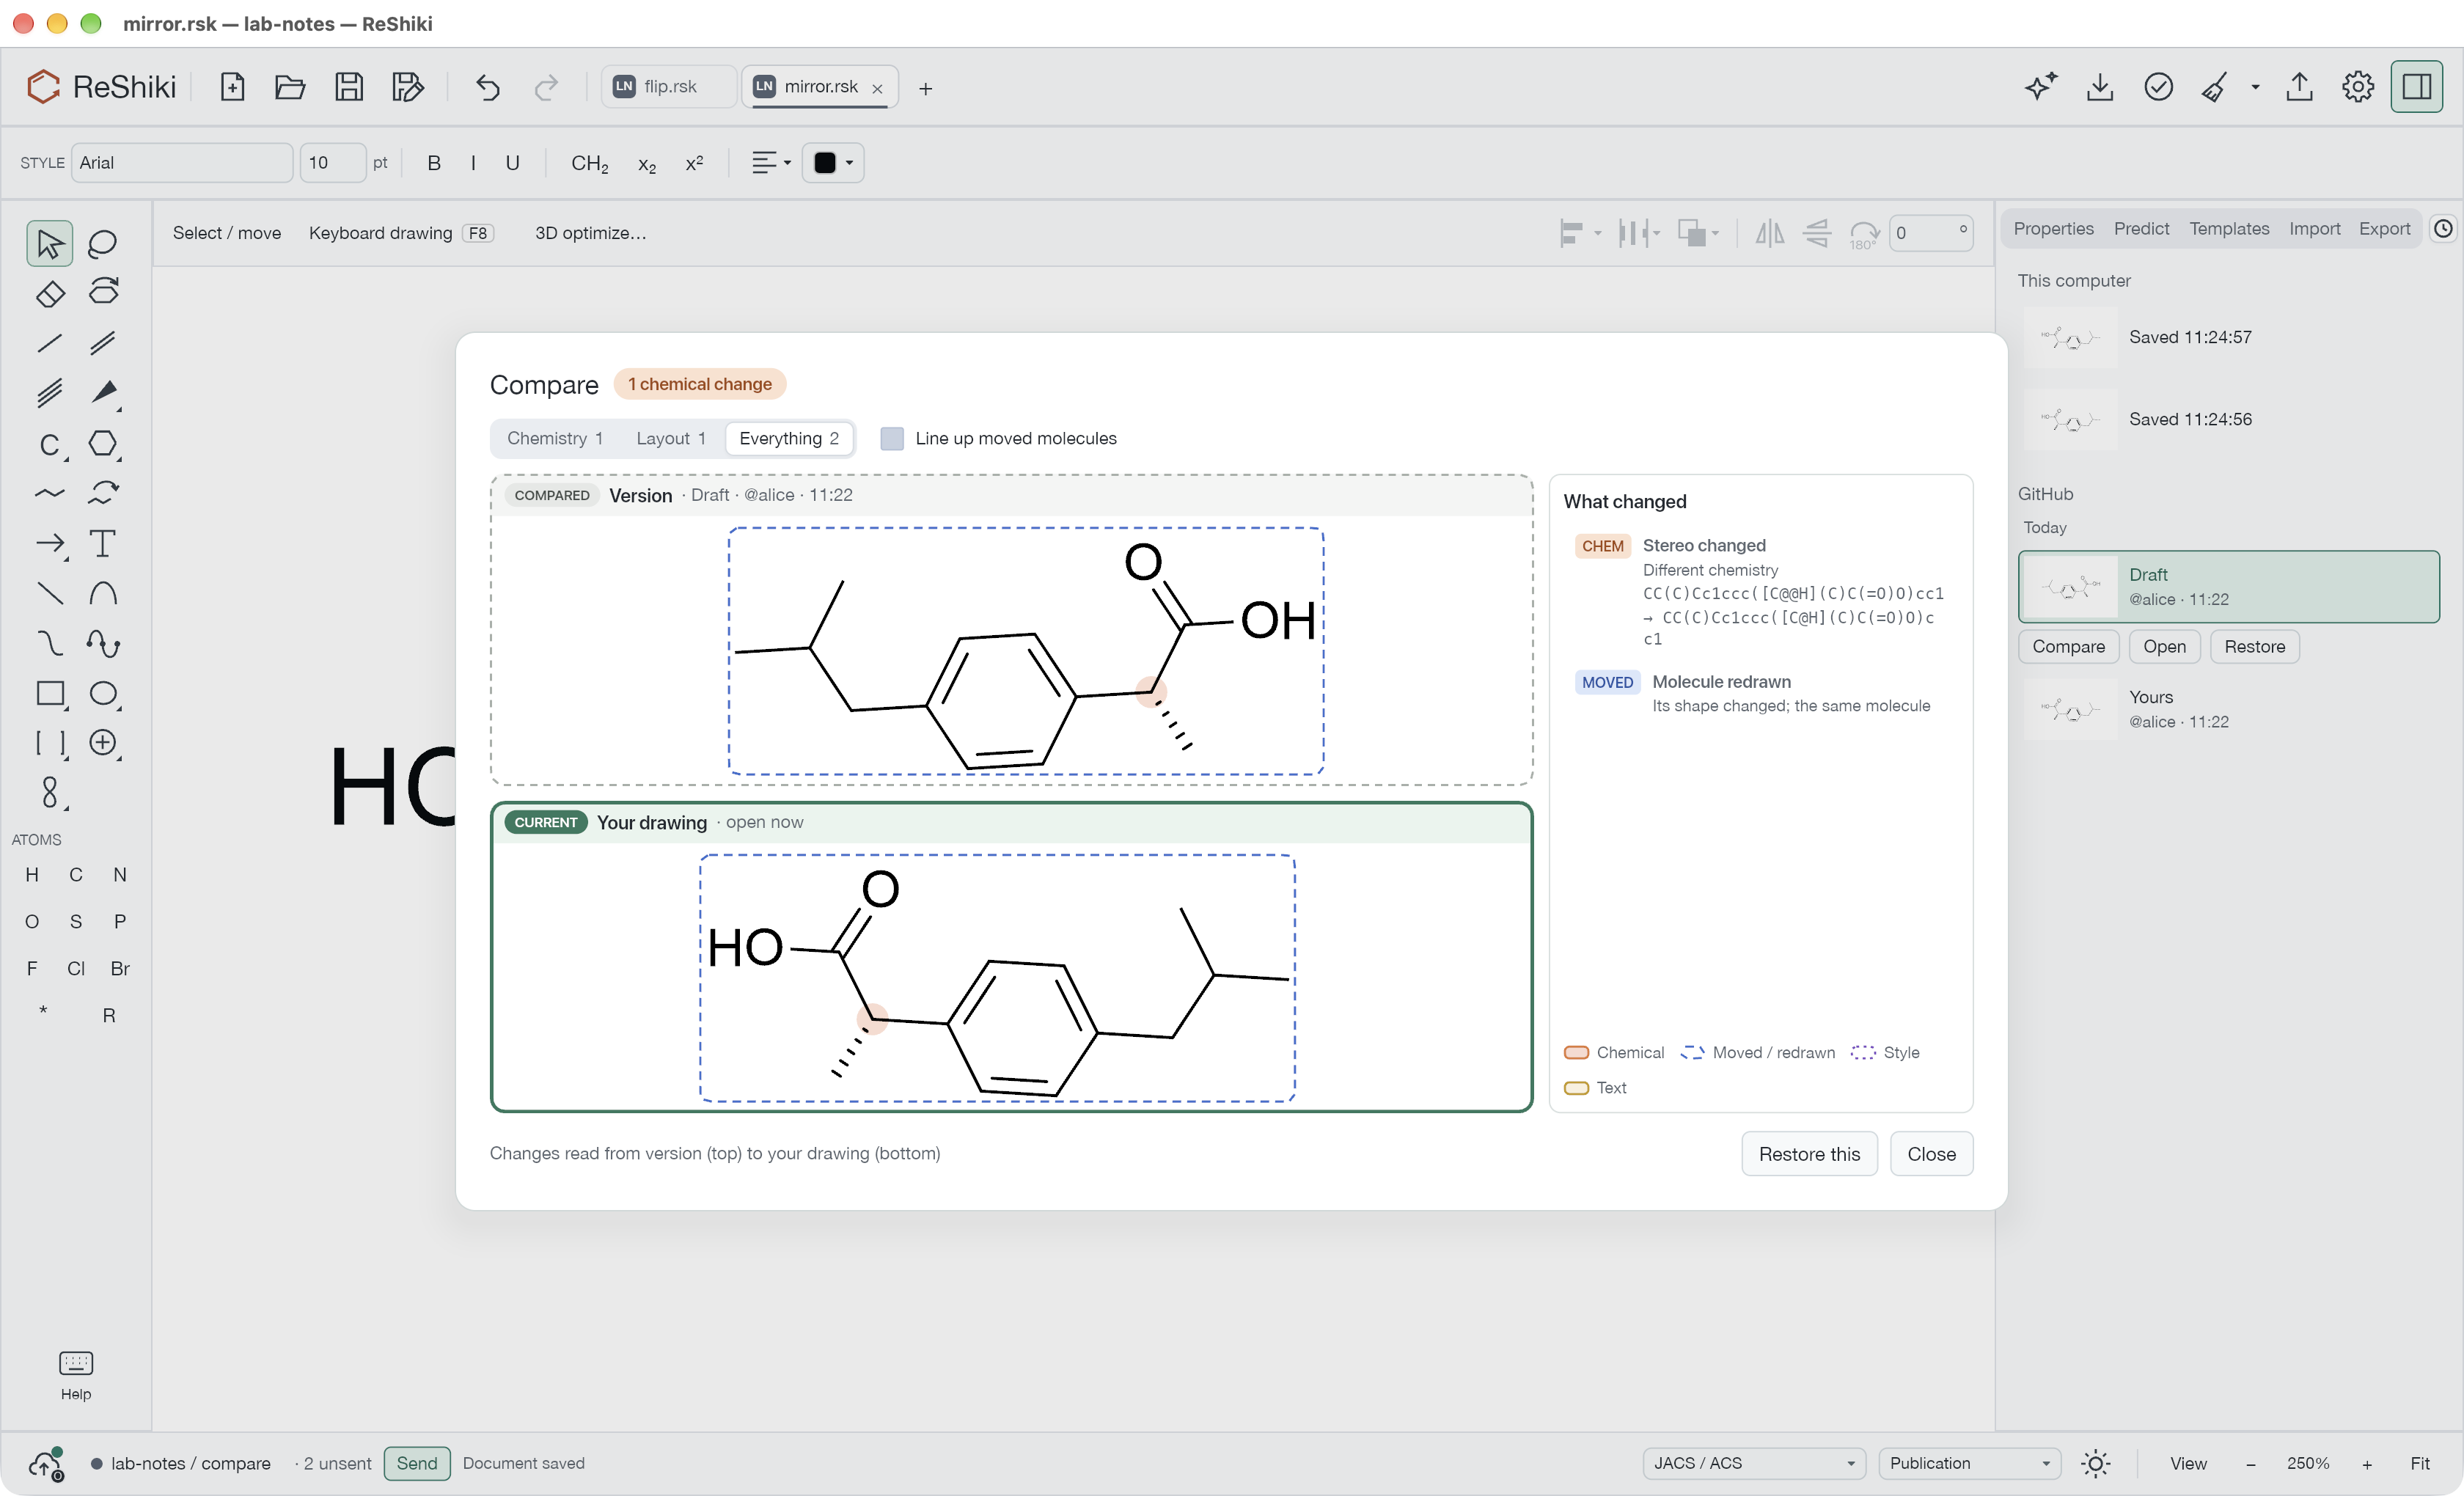 mirror.rsk — lab-notes — ReShiki
ReShiki
LN flip.rsk
LN mirror.rsk ×
+
STYLE Arial 10 pt B I U CH₂ x₂ x²
Select / move Keyboard drawing F8 3D optimize…
180° 0 °
Properties Predict Templates Import Export
This computer
Saved 11:24:57
Saved 11:24:56
GitHub
Today
Draft
@alice · 11:22
Compare Open Restore
Yours
@alice · 11:22
C
T
ATOMS
H C N
O S P
F Cl Br
* R
Help
HO
Compare 1 chemical change
Chemistry 1 Layout 1 Everything 2 Line up moved molecules
COMPARED Version · Draft · @alice · 11:22
O
OH
CURRENT Your drawing · open now
O
HO
What changed
CHEM Stereo changed
Different chemistry
CC(C)Cc1ccc([C@@H](C)C(=O)O)cc1
→ CC(C)Cc1ccc([C@H](C)C(=O)O)c
c1
MOVED Molecule redrawn
Its shape changed; the same molecule
Chemical Moved / redrawn Style
Text
Changes read from version (top) to your drawing (bottom)
Restore this Close
lab-notes / compare · 2 unsent Send Document saved
JACS / ACS Publication View − 250% + Fit